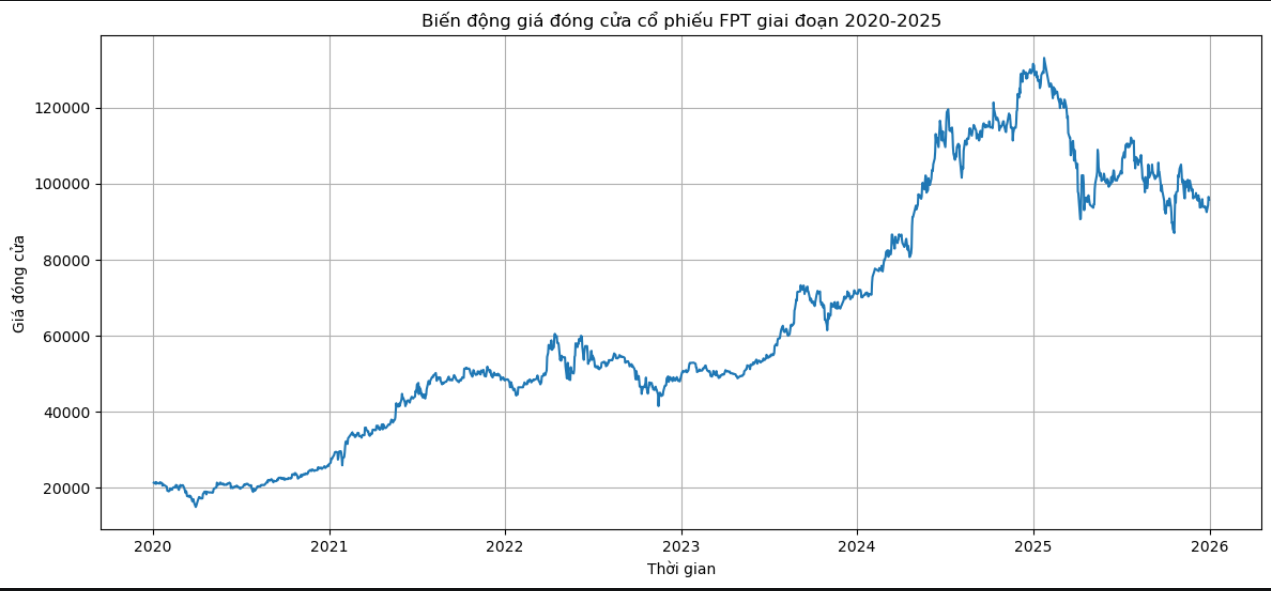 Biến động giá đóng cửa cổ phiếu FPT giai đoạn 2020-2025
120000
100000
80000
60000
40000
20000
Giá đóng cửa
2020 2021 2022 2023 2024 2025 2026
Thời gian